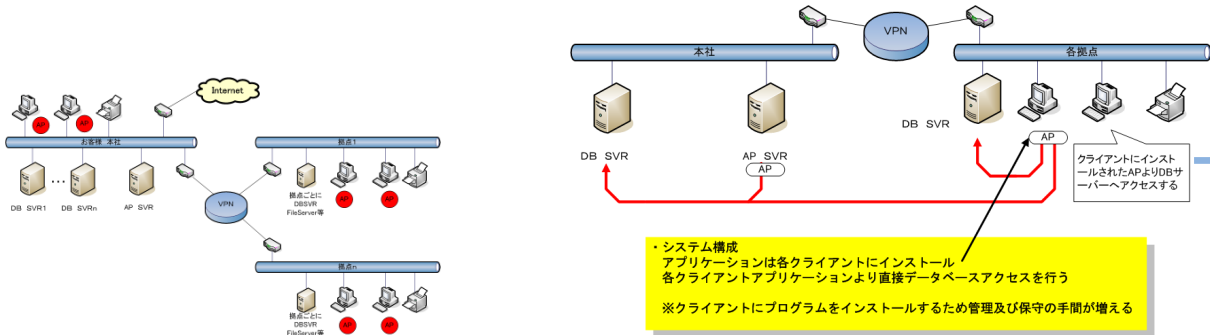 Internet
AP
AP
お客様 本社
DB SVR1
...
DB SVRn
AP SVR
VPN
拠点1
拠点ごとに
DBSVR
FileServer等
AP
AP
拠点n
拠点ごとに
DBSVR
FileServer等
AP
AP
VPN
本社
各拠点
DB SVR
AP SVR
AP
DB SVR
AP
クライアントにインスト
ールされたAPよりDBサ
ーバーへアクセスする
・システム構成
アプリケーションは各クライアントにインストール
各クライアントアプリケーションより直接データベースアクセスを行う
※クライアントにプログラムをインストールするため管理及び保守の手間が増える